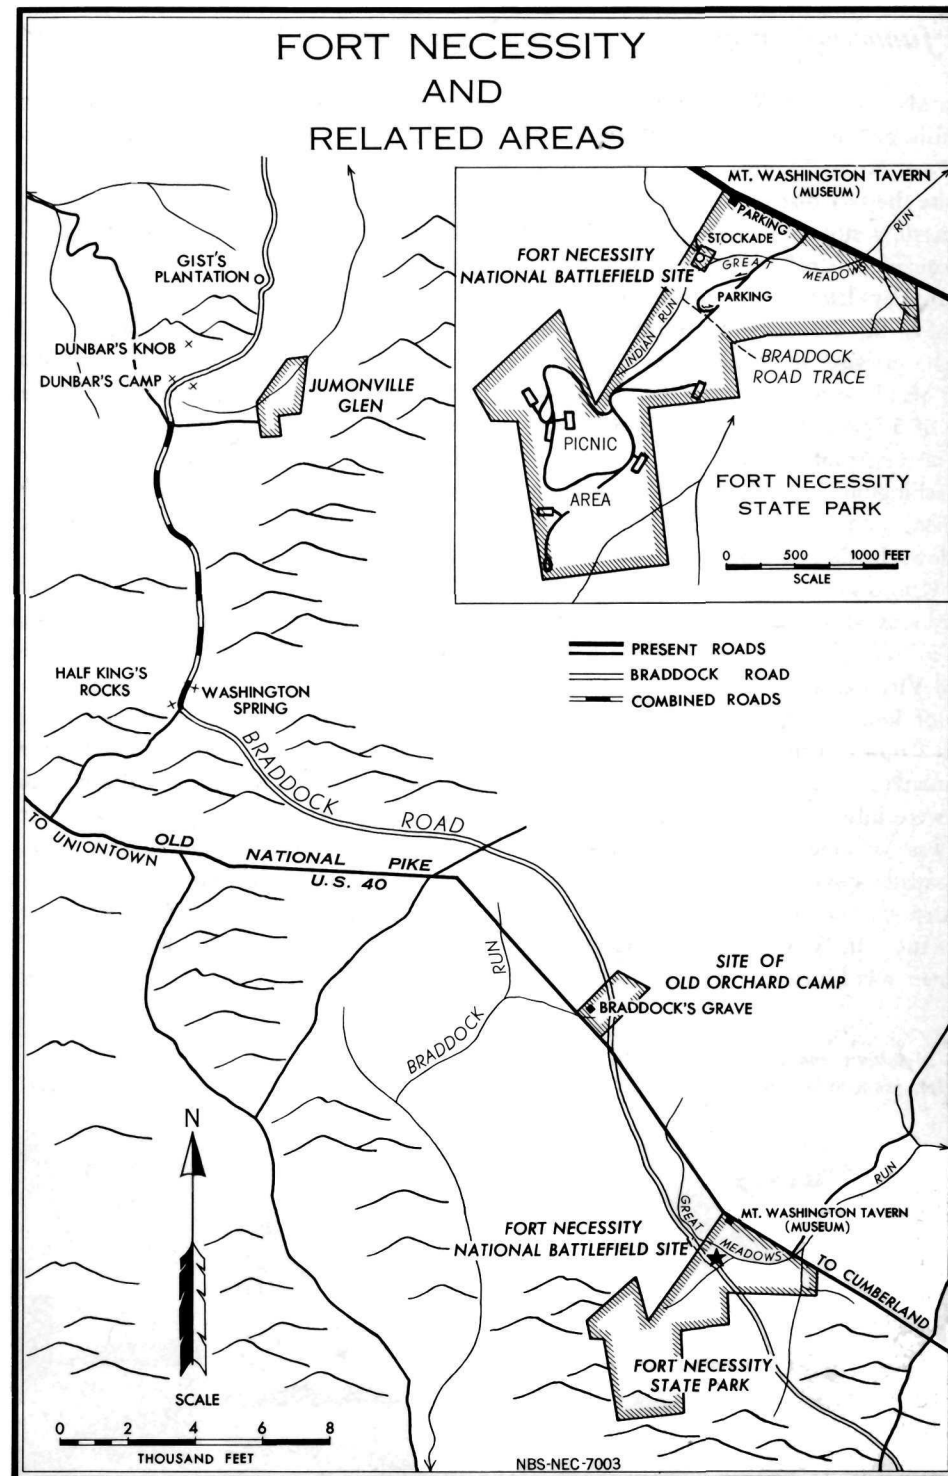 FORT NECESSITY
AND
RELATED AREAS
MT. WASHINGTON TAVERN
(MUSEUM)
PARKING
RUN
STOCKADE
FORT NECESSITY
NATIONAL BATTLEFIELD SITE
GREAT
MEADOWS
PARKING
INDIAN RUN
BRADDOCK
ROAD TRACE
PICNIC
AREA
FORT NECESSITY
STATE PARK
0 500 1000 FEET
SCALE
GIST'S
PLANTATION
DUNBAR'S KNOB
DUNBAR'S CAMP
JUMONVILLE
GLEN
PRESENT ROADS
BRADDOCK ROAD
COMBINED ROADS
HALF KING'S
ROCKS
WASHINGTON
SPRING
BRADDOCK
ROAD
TO UNIONTOWN
OLD NATIONAL PIKE
U.S. 40
BRADDOCK RUN
SITE OF
OLD ORCHARD CAMP
BRADDOCK'S GRAVE
N
RUN
GREAT
MEADOWS
MT. WASHINGTON TAVERN
(MUSEUM)
FORT NECESSITY
NATIONAL BATTLEFIELD SITE
TO CUMBERLAND
FORT NECESSITY
STATE PARK
SCALE
0 2 4 6 8
THOUSAND FEET
NBS-NEC-7003